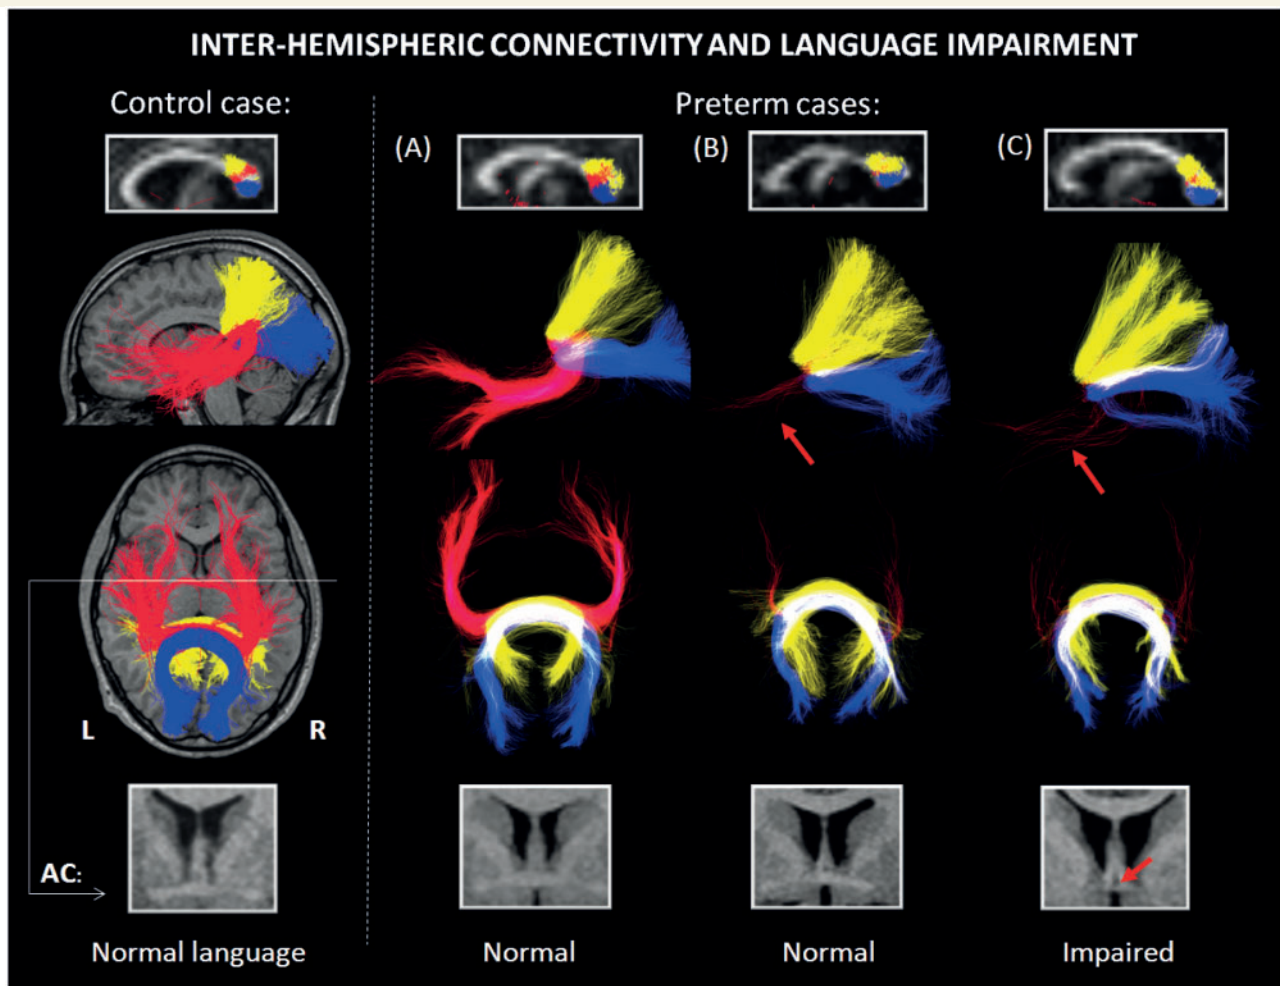 INTER-HEMISPHERIC CONNECTIVITY AND LANGUAGE IMPAIRMENT
Control case:
Preterm cases:
(A)
(B)
(C)
L
R
AC:
Normal language
Normal
Normal
Impaired